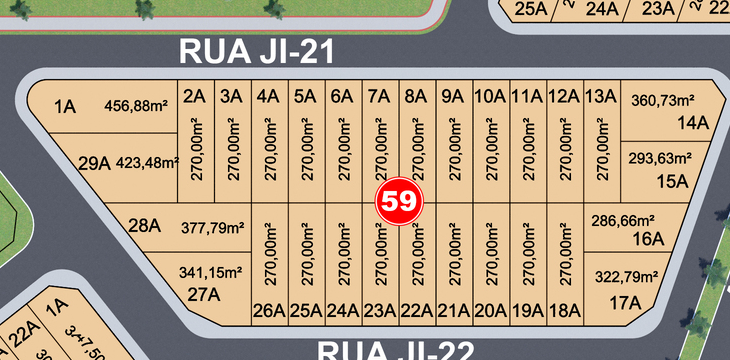 25A
24A
23A
22
RUA JI-21
1A 456,88m²
2A 3A 4A 5A 6A 7A 8A 9A 10A 11A 12A 13A
360,73m²
14A
270,00m² 270,00m² 270,00m² 270,00m² 270,00m² 270,00m² 270,00m² 270,00m² 270,00m² 270,00m² 270,00m² 270,00m²
29A 423,48m²
293,63m²
15A
59
28A 377,79m²
286,66m²
16A
270,00m² 270,00m² 270,00m² 270,00m² 270,00m² 270,00m² 270,00m² 270,00m² 270,00m²
341,15m²
27A
322,79m²
17A
26A 25A 24A 23A 22A 21A 20A 19A 18A
1A
22A
RUA JI-22